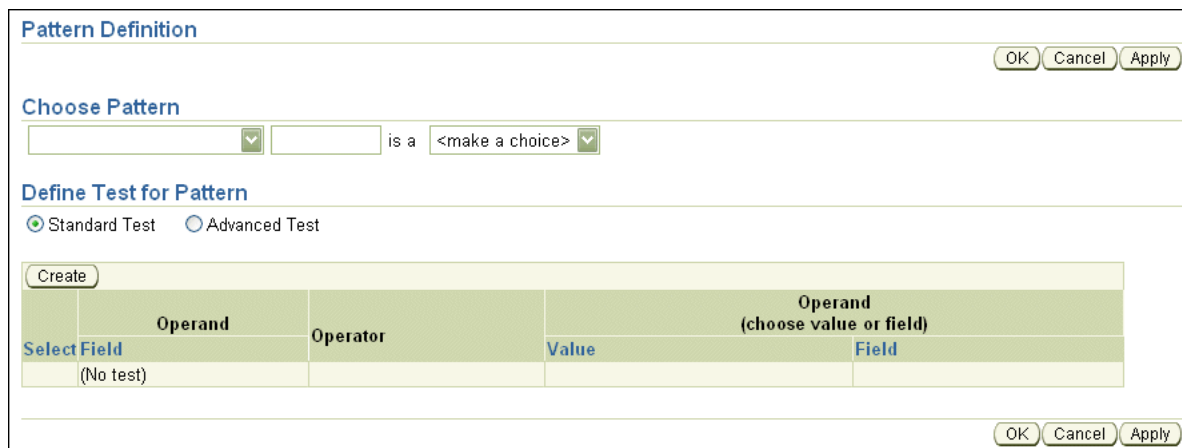 Pattern Definition
OK Cancel Apply
Choose Pattern
is a <make a choice>
Define Test for Pattern
Standard Test Advanced Test
Create
Operand
(choose value or field)
Operand
Operator
Select Field Value Field
(No test)
OK Cancel Apply